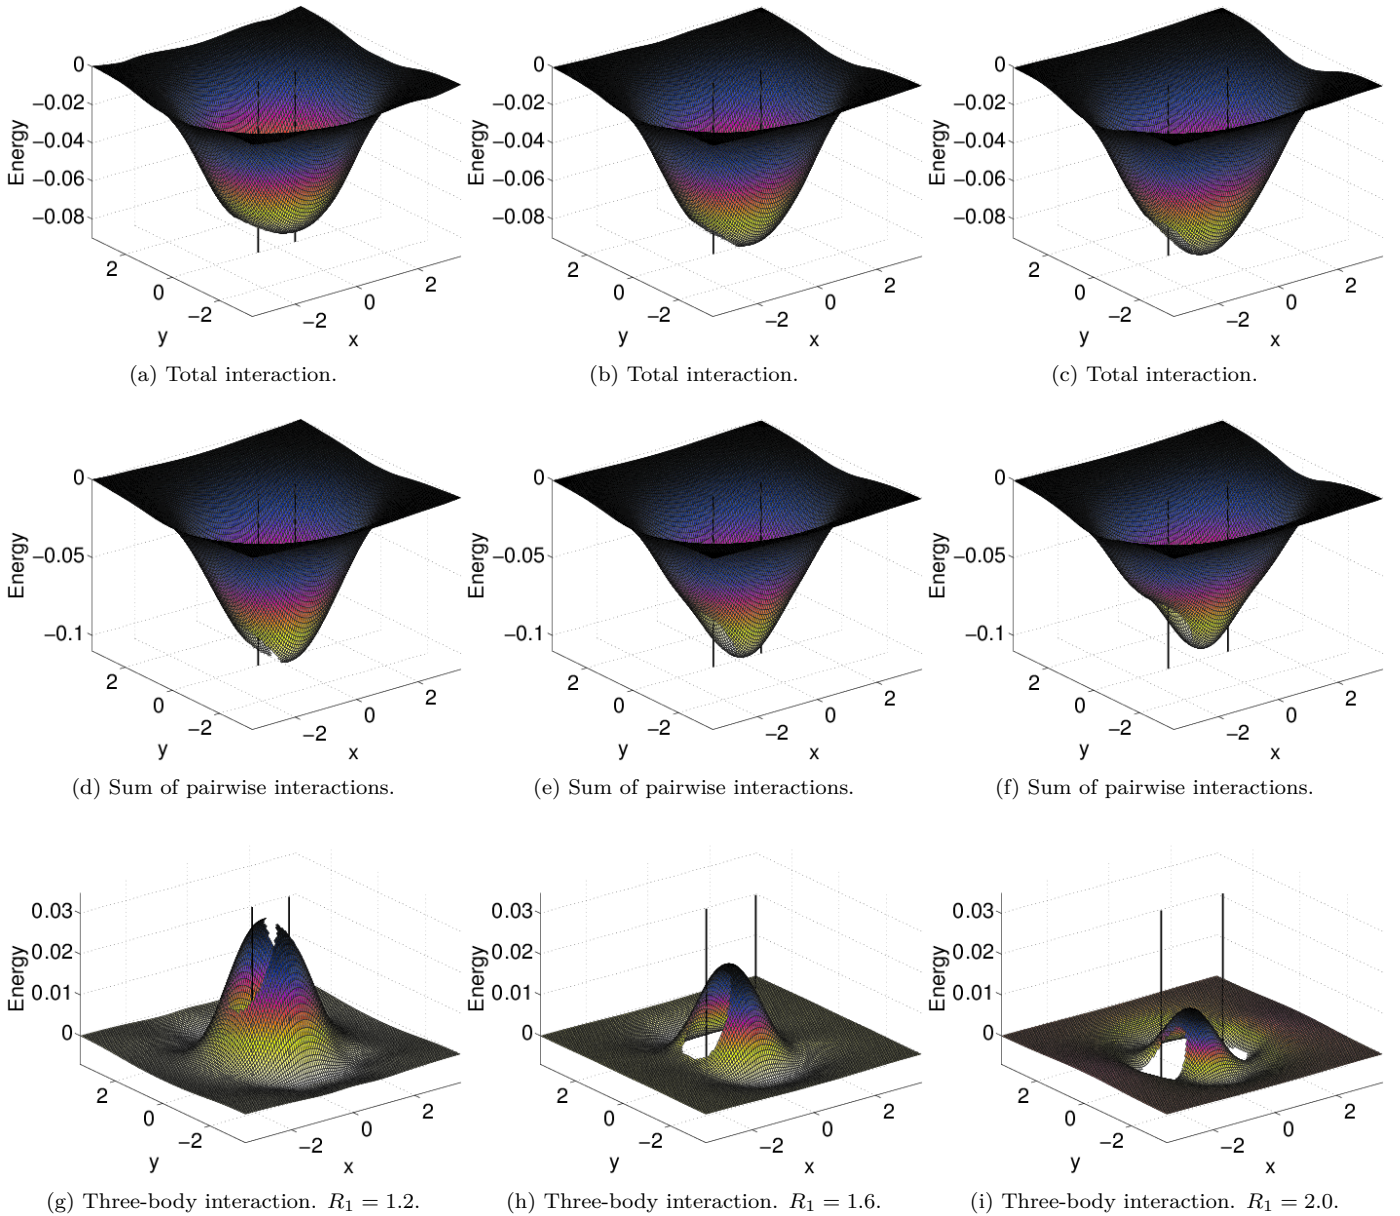 0 −0.02 −0.04 −0.06 −0.08 Energy 2 0 −2 y −2 0 2 x
0 −0.02 −0.04 −0.06 −0.08 Energy 2 0 −2 y −2 0 2 x
0 −0.02 −0.04 −0.06 −0.08 Energy 2 0 −2 y −2 0 2 x
(a) Total interaction. (b) Total interaction. (c) Total interaction.
0 −0.05 −0.1 Energy 2 0 −2 y −2 0 2 x
0 −0.05 −0.1 Energy 2 0 −2 y −2 0 2 x
0 −0.05 −0.1 Energy 2 0 −2 y −2 0 2 x
(d) Sum of pairwise interactions. (e) Sum of pairwise interactions. (f) Sum of pairwise interactions.
0.03 0.02 0.01 0 Energy 2 0 −2 y −2 0 2 x
0.03 0.02 0.01 0 Energy 2 0 −2 y −2 0 2 x
0.03 0.02 0.01 0 Energy 2 0 −2 y −2 0 2 x
(g) Three-body interaction. R₁ = 1.2. (h) Three-body interaction. R₁ = 1.6. (i) Three-body interaction. R₁ = 2.0.